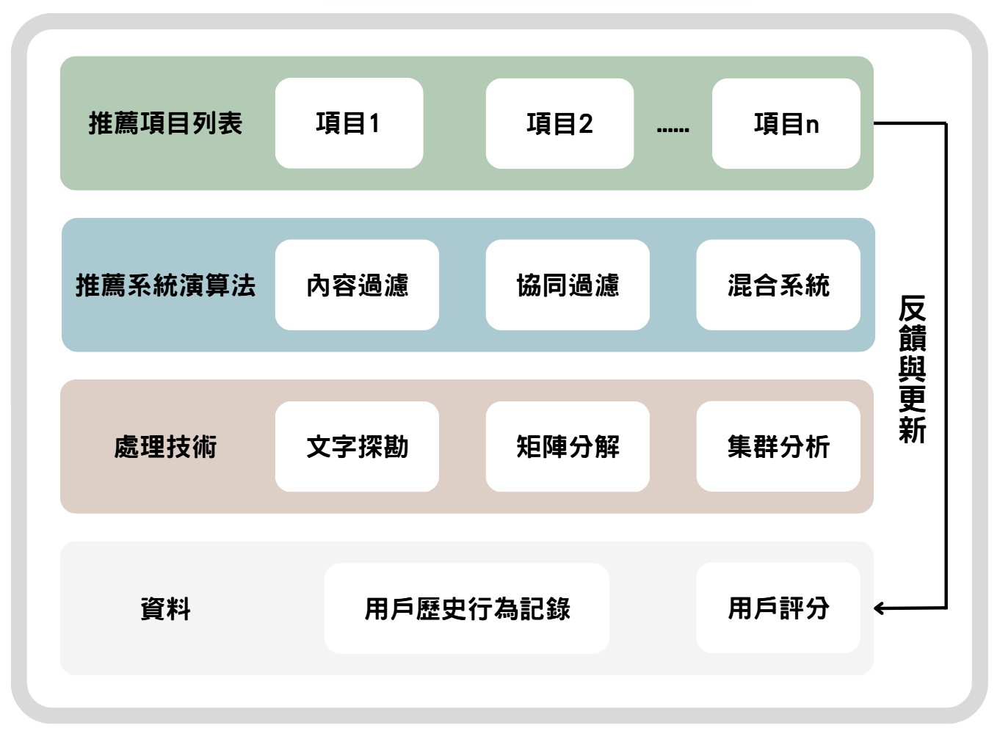 推薦項目列表
項目1
項目2
......
項目n
推薦系統演算法
內容過濾
協同過濾
混合系統
反饋與更新
處理技術
文字探勘
矩陣分解
集群分析
資料
用戶歷史行為記錄
用戶評分